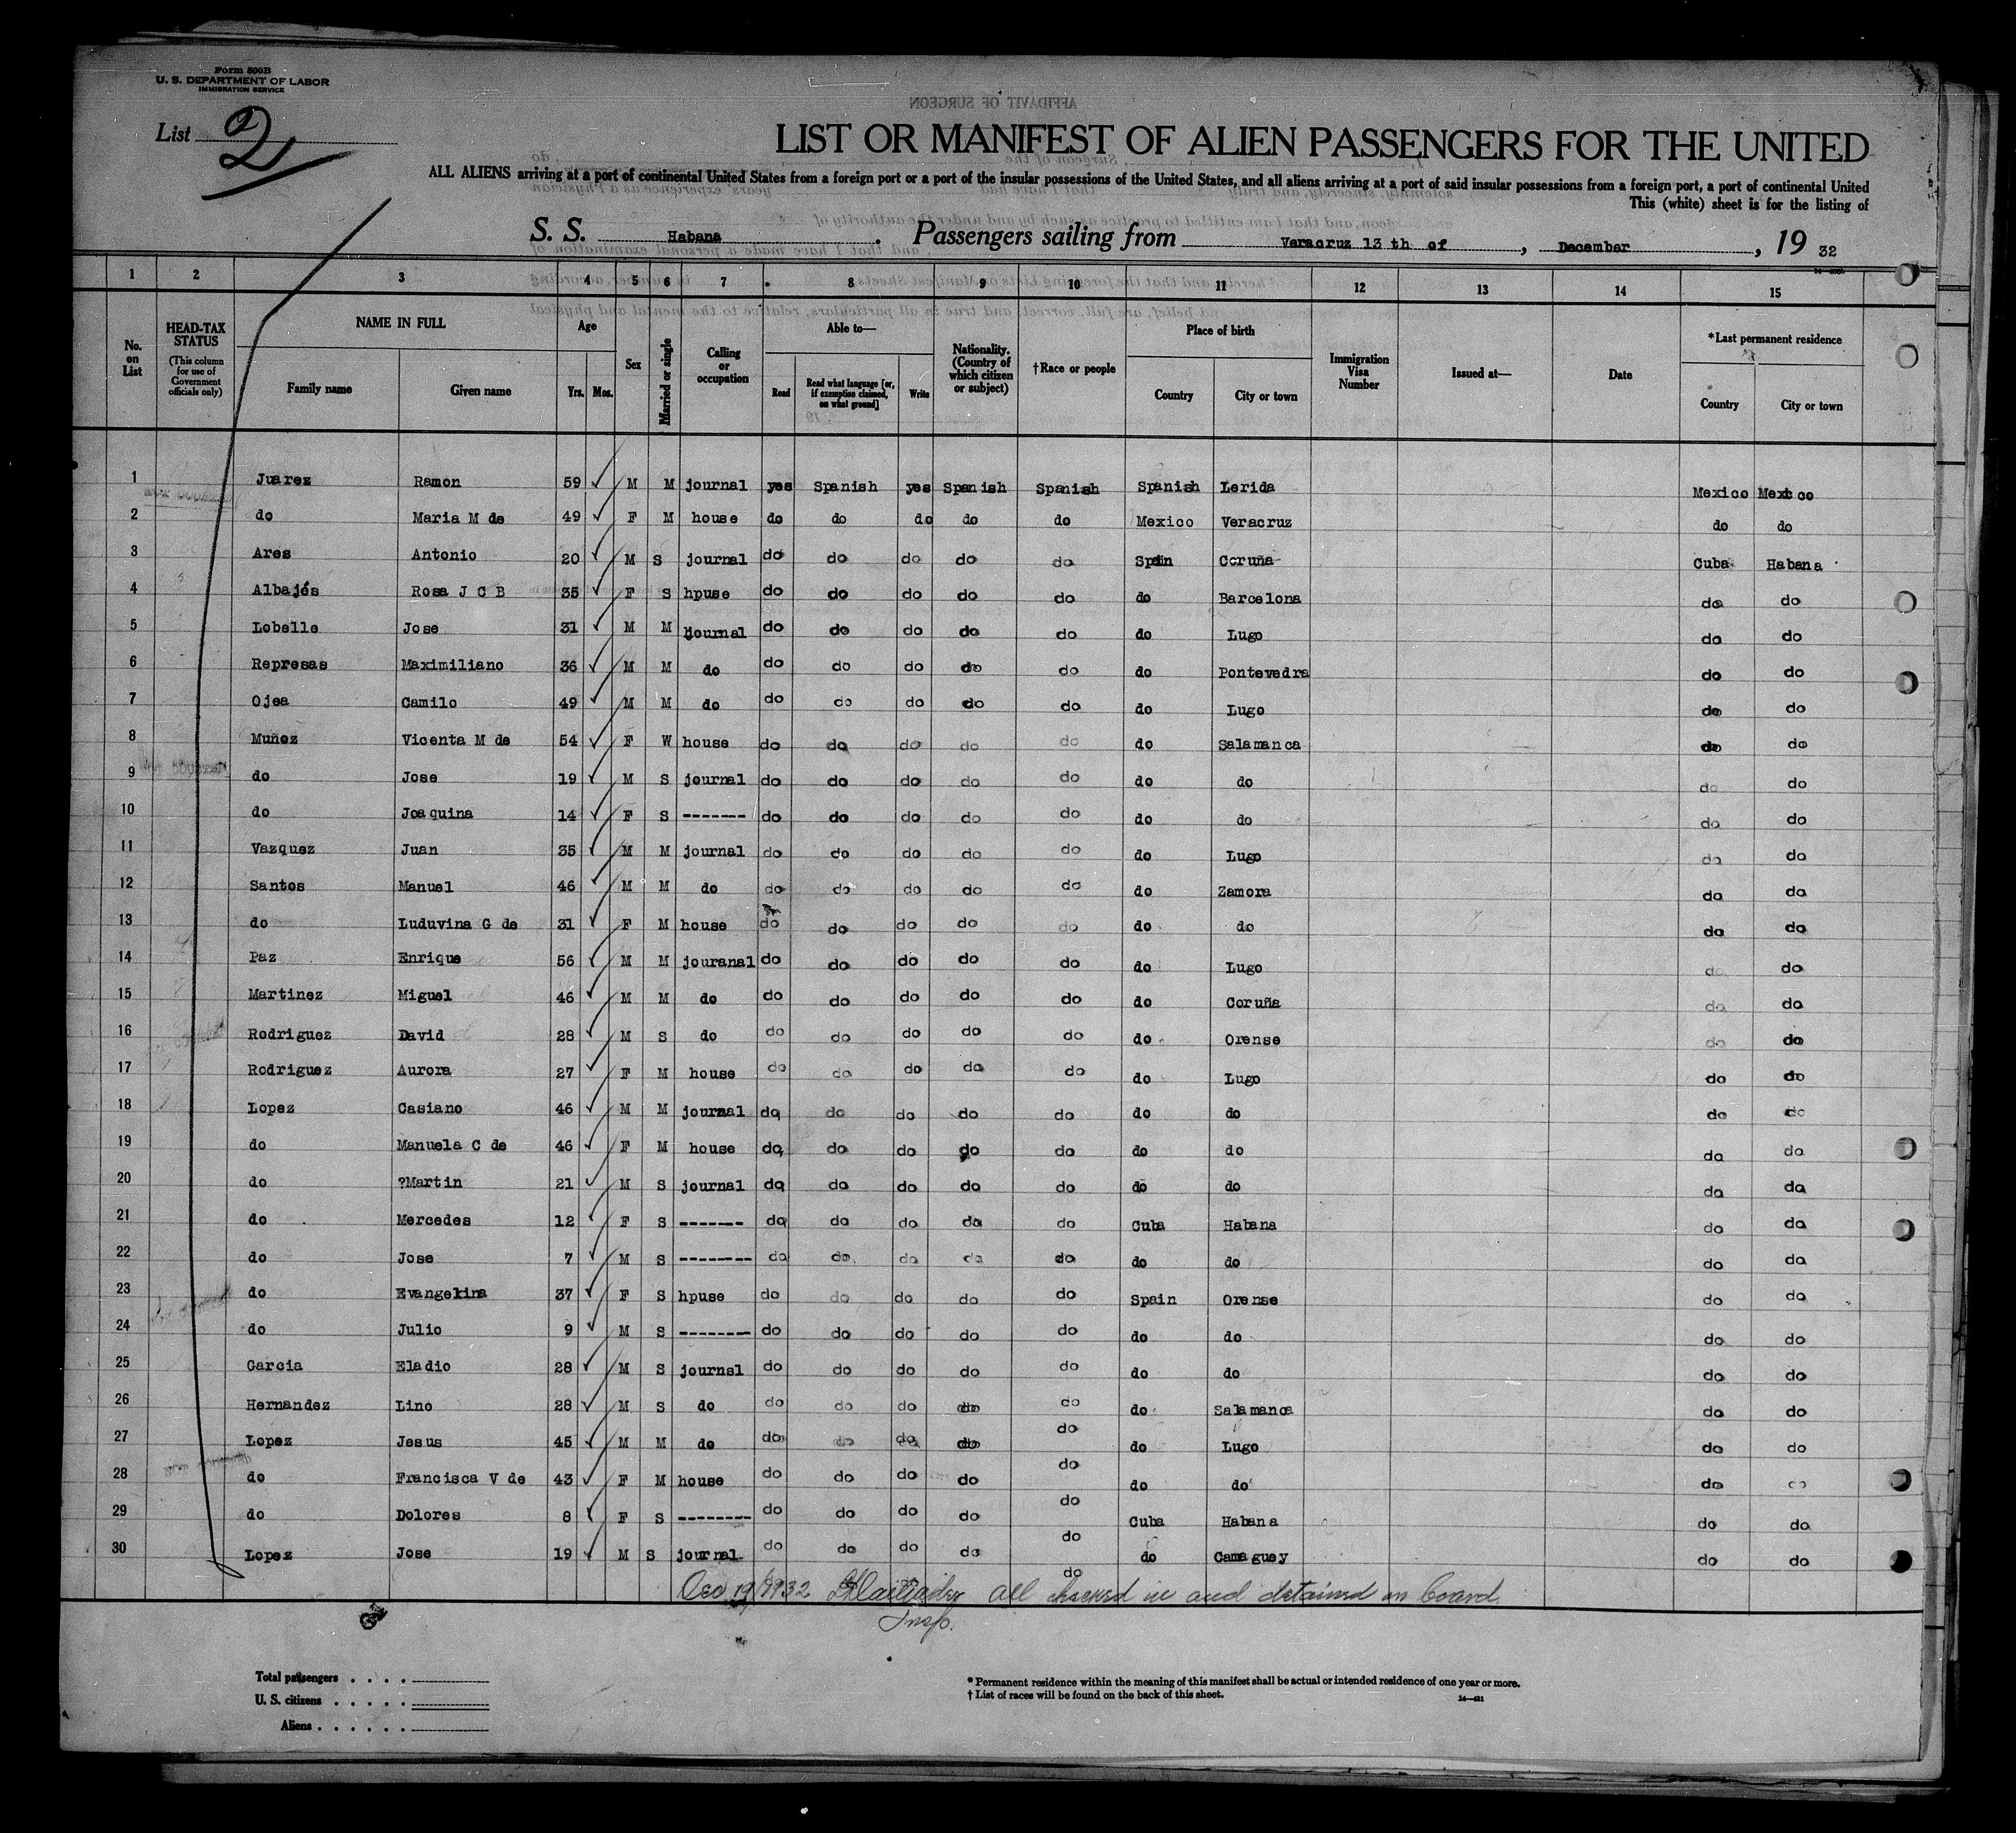 Form 500B
U. S. DEPARTMENT OF LABOR
IMMIGRATION SERVICE
List 2
AFFIDAVIT OF SURGEON
LIST OR MANIFEST OF ALIEN PASSENGERS FOR THE UNITED
ALL ALIENS arriving at a port of continental United States from a foreign port or a port of the insular possessions of the United States, and all aliens arriving at a port of said insular possessions from a foreign port, a port of continental United
This (white) sheet is for the listing of
S. S. Habana. Passengers sailing from Veracruz 13 th of, December, 19 32
1 2 3 4 5 6 7 8 9 10 11 12 13 14 15
No. on List HEAD-TAX STATUS (This column for use of Government officials only) NAME IN FULL Family name Given name Age Yrs. Mos. Sex Married or single Calling or occupation Able to— Read Read what language [or, if exemption claimed, on what ground] Write Nationality. (Country of which citizen or subject) †Race or people Place of birth Country City or town Immigration Visa Number Issued at— Date *Last permanent residence Country City or town
1 Juarez Ramon 59 M M journal yes Spanish yes Spanish Spanish Spanish Lerida Mexico Mexico
2 do Maria M de 49 F M house do do do do do Mexico Veracruz do do
3 Ares Antonio 20 M S journal do do do do do Spain Coruña Cuba Habana
4 Albajés Rosa J C B 35 F S hpuse do do do do do do Barcelona do do
5 Lobelle Jose 31 M M journal do do do do do do Lugo do do
6 Represas Maximiliano 36 M M do do do do do do do Pontevedra do do
7 Ojea Camilo 49 M M do do do do do do do Lugo do do
8 Muñoz Vicenta M de 54 F W house do do do do do do Salamanca do do
9 do Jose 19 M S journal do do do do do do do do do
10 do Joaquina 14 F S ------- do do do do do do do do do
11 Vazquez Juan 35 M M journal do do do do do do Lugo do do
12 Santos Manuel 46 M M do do do do do do do Zamora do do
13 do Luduvina G de 31 F M house do do do do do do do do do
14 Paz Enrique 56 M M jouranal do do do do do do Lugo do do
15 Martinez Miguel 46 M M do do do do do do do Coruña do do
16 Rodriguez David 28 M S do do do do do do do Orense do do
17 Rodriguez Aurora 27 F M house do do do do do do Lugo do do
18 Lopez Casiano 46 M M journal do do do do do do do do do
19 do Manuela C de 46 F M house do do do do do do do do do
20 do ?Martin 21 M S journal do do do do do do do do do
21 do Mercedes 12 F S ------- do do do do do Cuba Habana do do
22 do Jose 7 M S -------- do do do do do do do do do
23 do Evangelina 37 F S hpuse do do do do do Spain Orense do do
24 do Julio 9 M S -------- do do do do do do do do do
25 Garcia Eladio 28 M S journal do do do do do do do do do
26 Hernandez Lino 28 M S do do do do do do do Salamanca do do
27 Lopez Jesus 45 M M do do do do do do do Lugo do do
28 do Francisca V de 43 F M house do do do do do do do do do
29 do Dolores 8 F S -------- do do do do do Cuba Habana do do
30 Lopez Jose 19 M S journal do do do do do do Camaguey do do
do
Dec 19/1932 All checked in and detained on board.
Insp.
Total passengers . . . .
U. S. citizens . . . . .
Aliens . . . . . .
* Permanent residence within the meaning of this manifest shall be actual or intended residence of one year or more.
† List of races will be found on the back of this sheet.
14—421